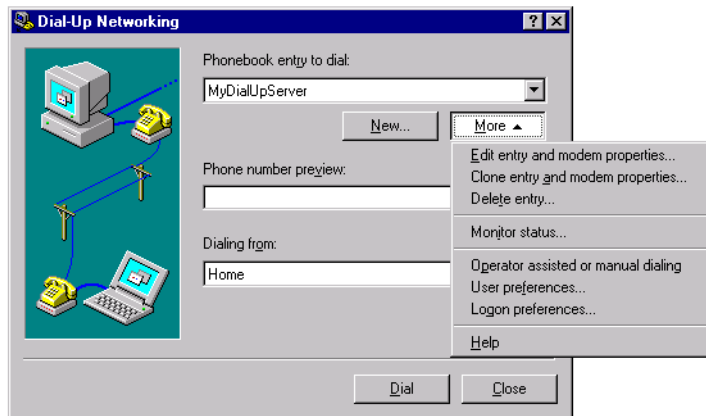 Dial-Up Networking
Phonebook entry to dial:
MyDialUpServer
New...
More
Phone number preview:
Dialing from:
Home
Edit entry and modem properties...
Clone entry and modem properties...
Delete entry...
Monitor status...
Operator assisted or manual dialing
User preferences...
Logon preferences...
Help
Dial
Close